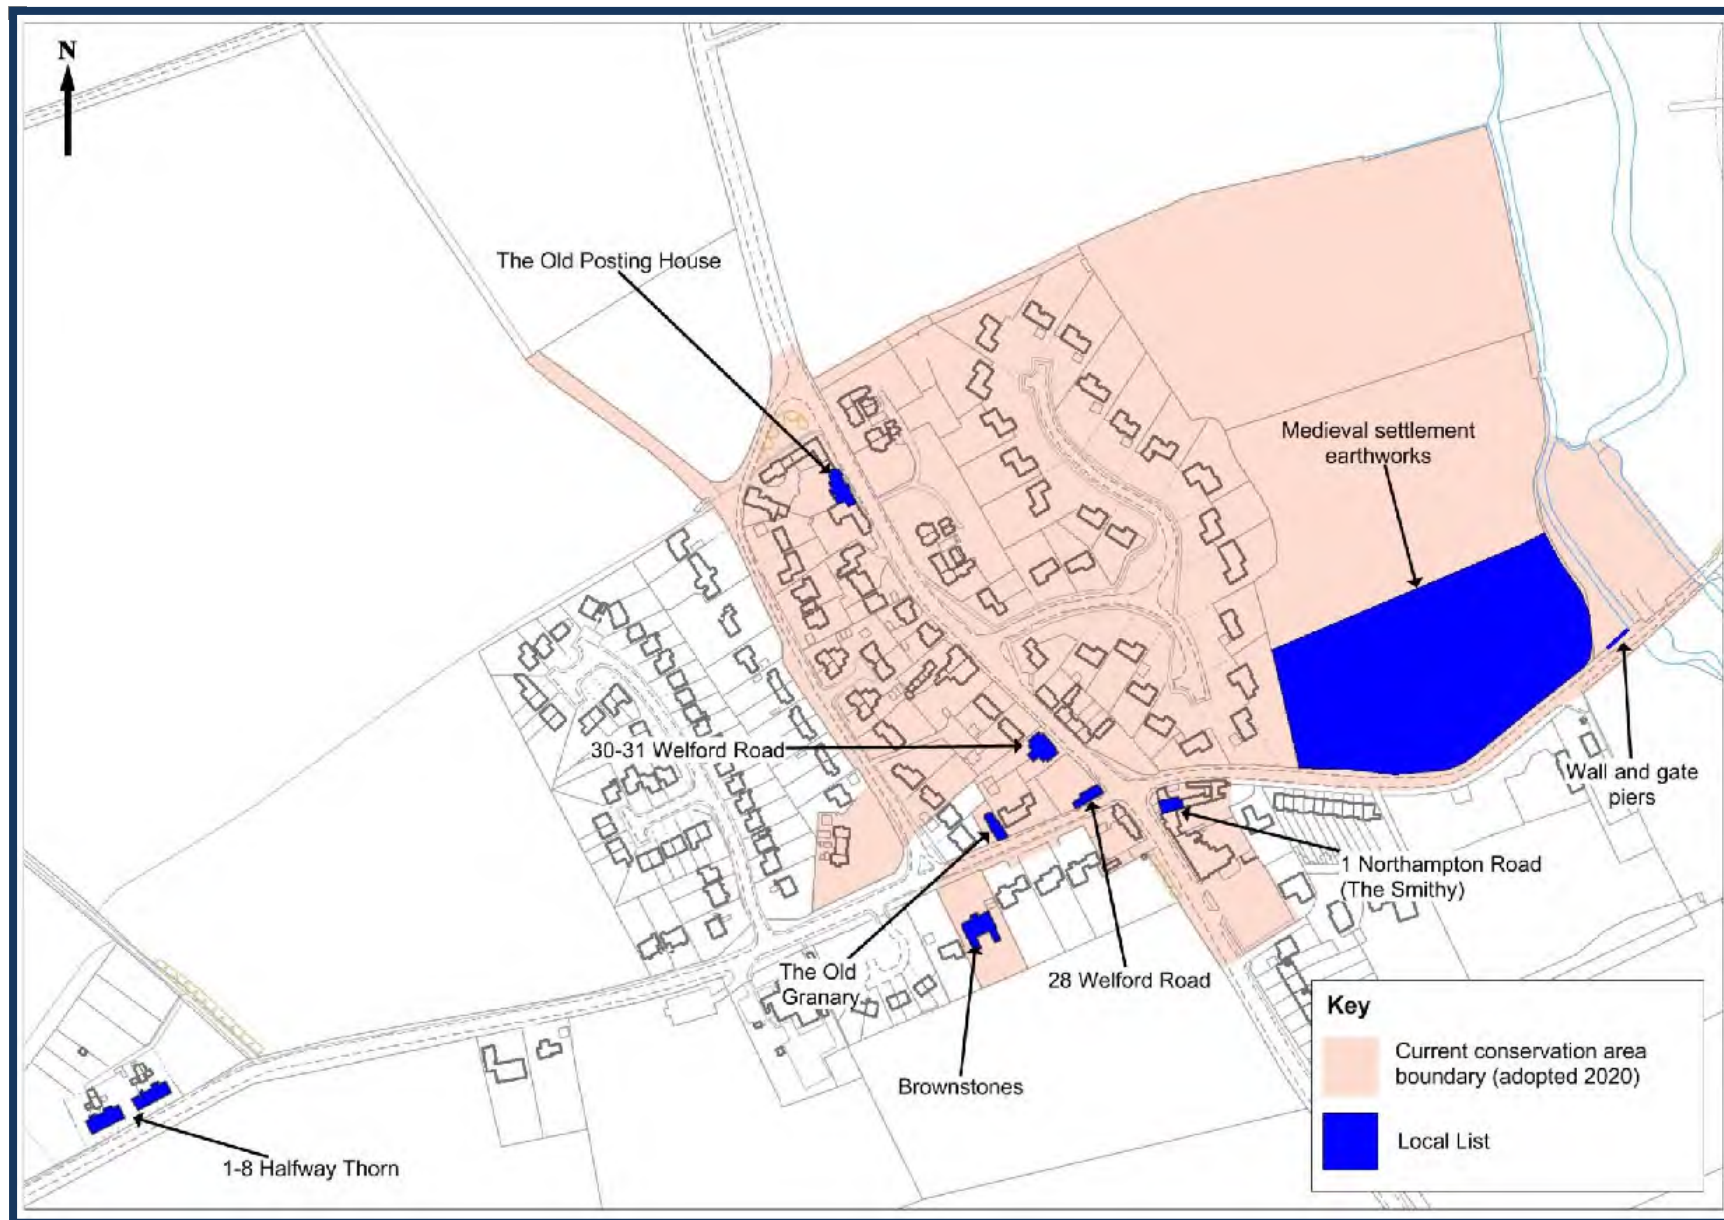 N
The Old Posting House
Medieval settlement
earthworks
30-31 Welford Road
Wall and gate
piers
1 Northampton Road
(The Smithy)
The Old
Granary
28 Welford Road
Brownstones
1-8 Halfway Thorn
Key
Current conservation area
boundary (adopted 2020)
Local List